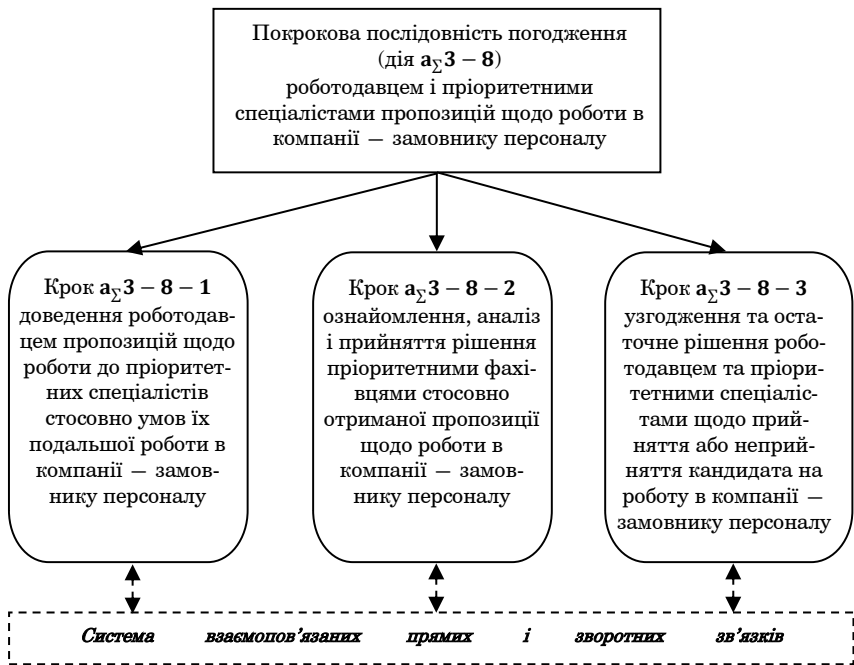 Покрокова послідовність погодження
(дія a∑3 – 8)
роботодавцем і пріоритетними
спеціалістами пропозицій щодо роботи в
компанії — замовнику персоналу
Крок a∑3 – 8 – 1
доведення роботодав-
цем пропозицій щодо
роботи до пріоритет-
них спеціалістів
стосовно умов їх
подальшої роботи в
компанії — замов-
нику персоналу
Крок a∑3 – 8 – 2
ознайомлення, аналіз
і прийняття рішення
пріоритетними фахі-
вцями стосовно
отриманої пропозиції
щодо роботи в
компанії — замов-
нику персоналу
Крок a∑3 – 8 – 3
узгодження та оста-
точне рішення робо-
тодавцем та пріори-
тетними спеціаліс-
тами щодо прий-
няття або неприй-
няття кандидата на
роботу в компанії —
замовнику персоналу
Система взаємопов’язаних прямих і зворотних зв’язків